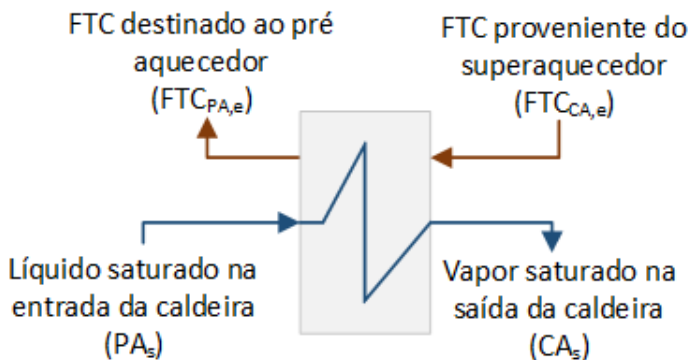 FTC destinado ao pré
aquecedor
(FTCPA,e)
FTC proveniente do
superaquecedor
(FTCCA,e)
Líquido saturado na
entrada da caldeira
(PAs)
Vapor saturado na
saída da caldeira
(CAs)